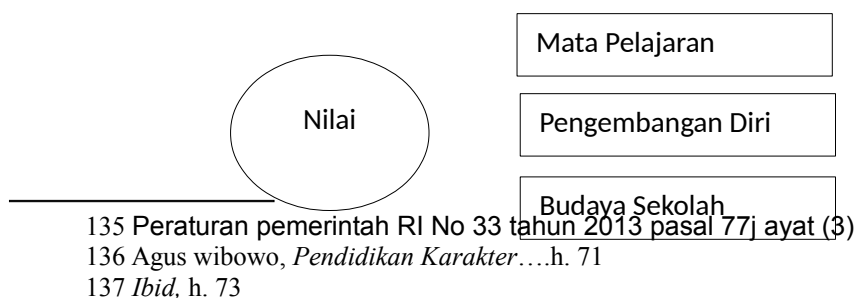 Mata Pelajaran
Nilai
Pengembangan Diri
Budaya Sekolah
135 Peraturan pemerintah RI No 33 tahun 2013 pasal 77j ayat (3)
136 Agus wibowo, Pendidikan Karakter….h. 71
137 Ibid, h. 73